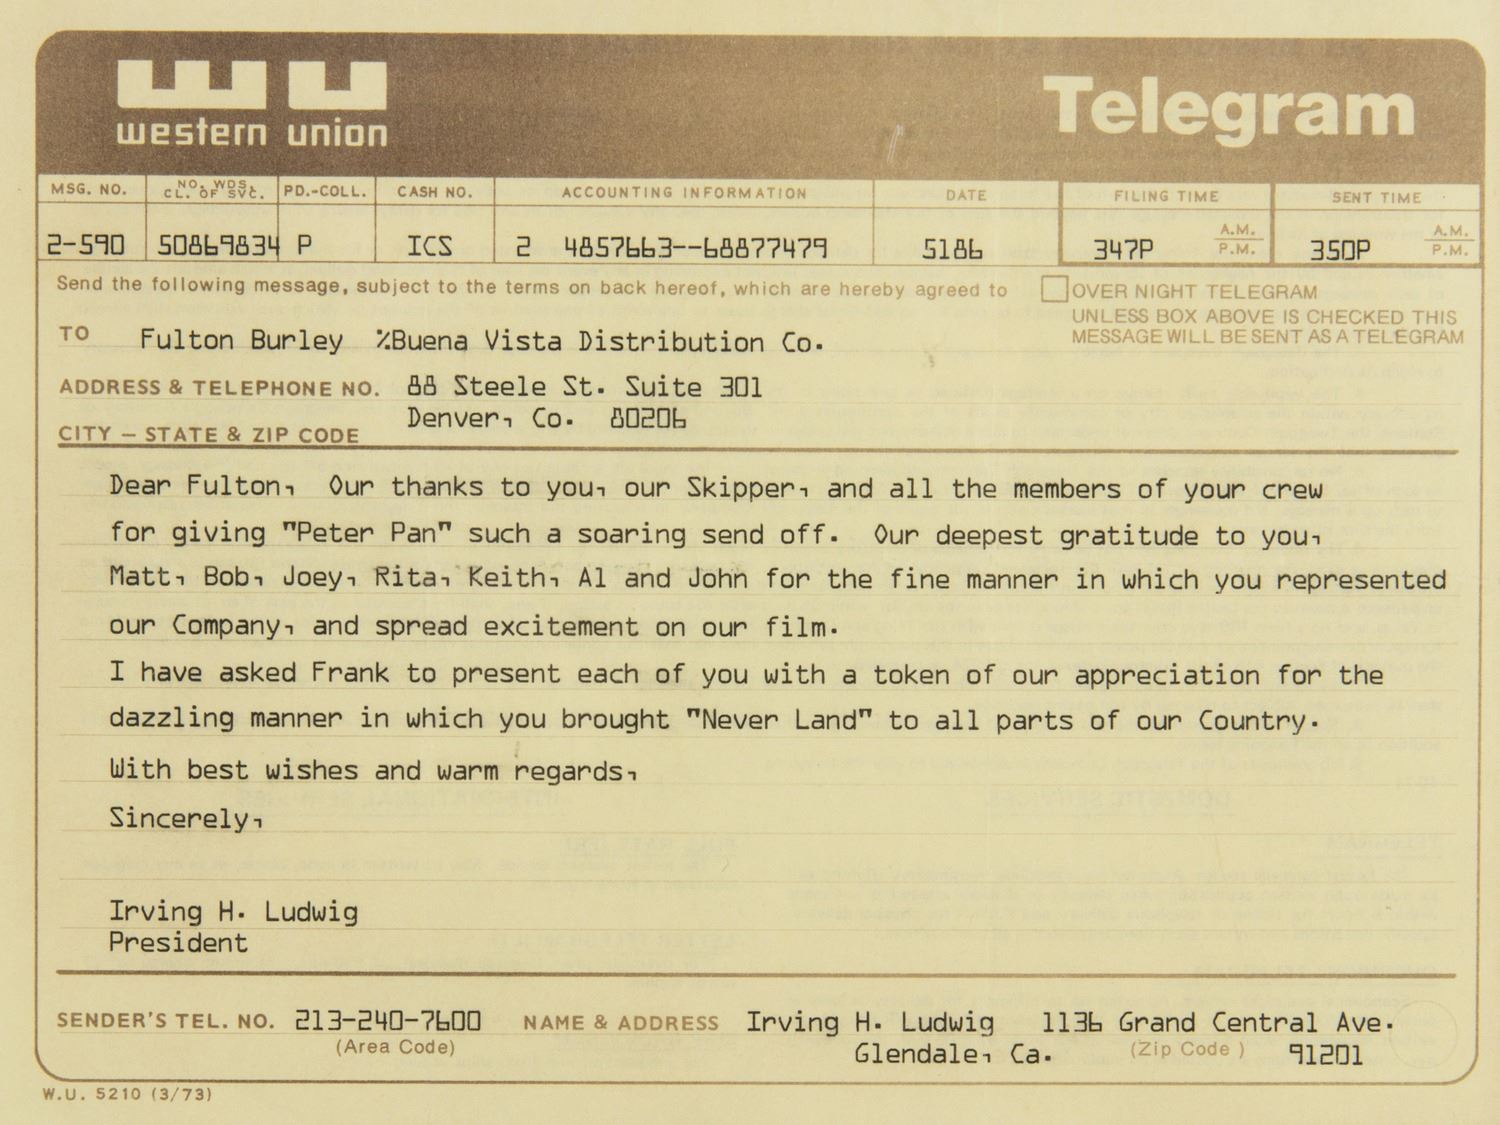 western union
Telegram
MSG. NO. NO. WDS. CL. OF SVC. PD.-COLL. CASH NO. ACCOUNTING INFORMATION DATE FILING TIME SENT TIME
2-590 50869834 P ICS 2 4857663--68877479 5186 347P A.M. P.M. 350P A.M. P.M.
Send the following message, subject to the terms on back hereof, which are hereby agreed to
OVER NIGHT TELEGRAM
UNLESS BOX ABOVE IS CHECKED THIS
MESSAGE WILL BE SENT AS A TELEGRAM
TO Fulton Burley %Buena Vista Distribution Co.
ADDRESS & TELEPHONE NO. 88 Steele St. Suite 301
Denver, Co. 80206
CITY – STATE & ZIP CODE
Dear Fulton, Our thanks to you, our Skipper, and all the members of your crew
for giving "Peter Pan" such a soaring send off. Our deepest gratitude to you,
Matt, Bob, Joey, Rita, Keith, Al and John for the fine manner in which you represented
our Company, and spread excitement on our film.
I have asked Frank to present each of you with a token of our appreciation for the
dazzling manner in which you brought "Never Land" to all parts of our Country.
With best wishes and warm regards,
Sincerely,
Irving H. Ludwig
President
SENDER'S TEL. NO. 213-240-7600 NAME & ADDRESS Irving H. Ludwig 1136 Grand Central Ave.
(Area Code) Glendale, Ca. (Zip Code ) 91201
W.U. 5210 (3/73)